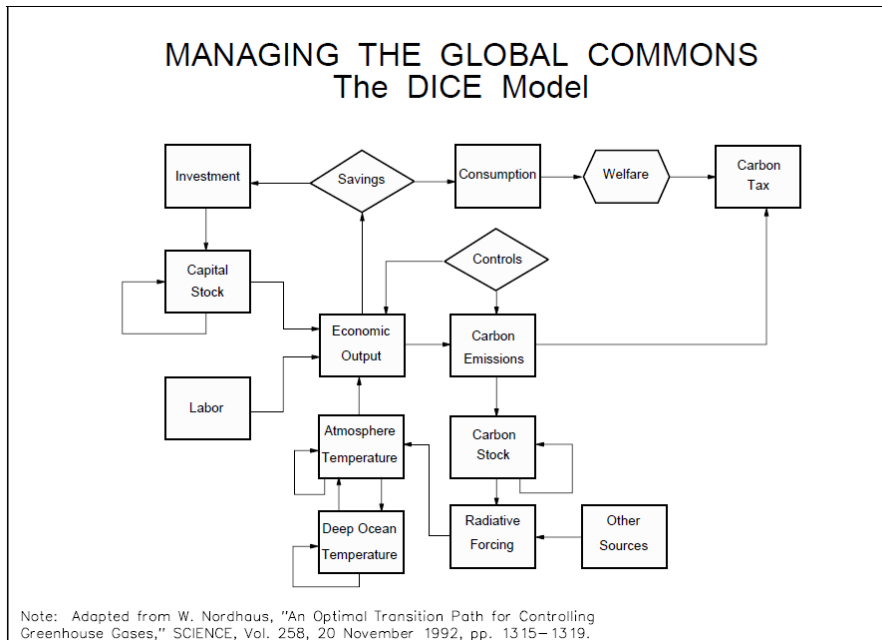 MANAGING THE GLOBAL COMMONS
The DICE Model
Investment
Savings
Consumption
Welfare
Carbon
Tax
Capital
Stock
Controls
Economic
Output
Carbon
Emissions
Labor
Atmosphere
Temperature
Carbon
Stock
Deep Ocean
Temperature
Radiative
Forcing
Other
Sources
Note: Adapted from W. Nordhaus, "An Optimal Transition Path for Controlling
Greenhouse Gases," SCIENCE, Vol. 258, 20 November 1992, pp. 1315–1319.